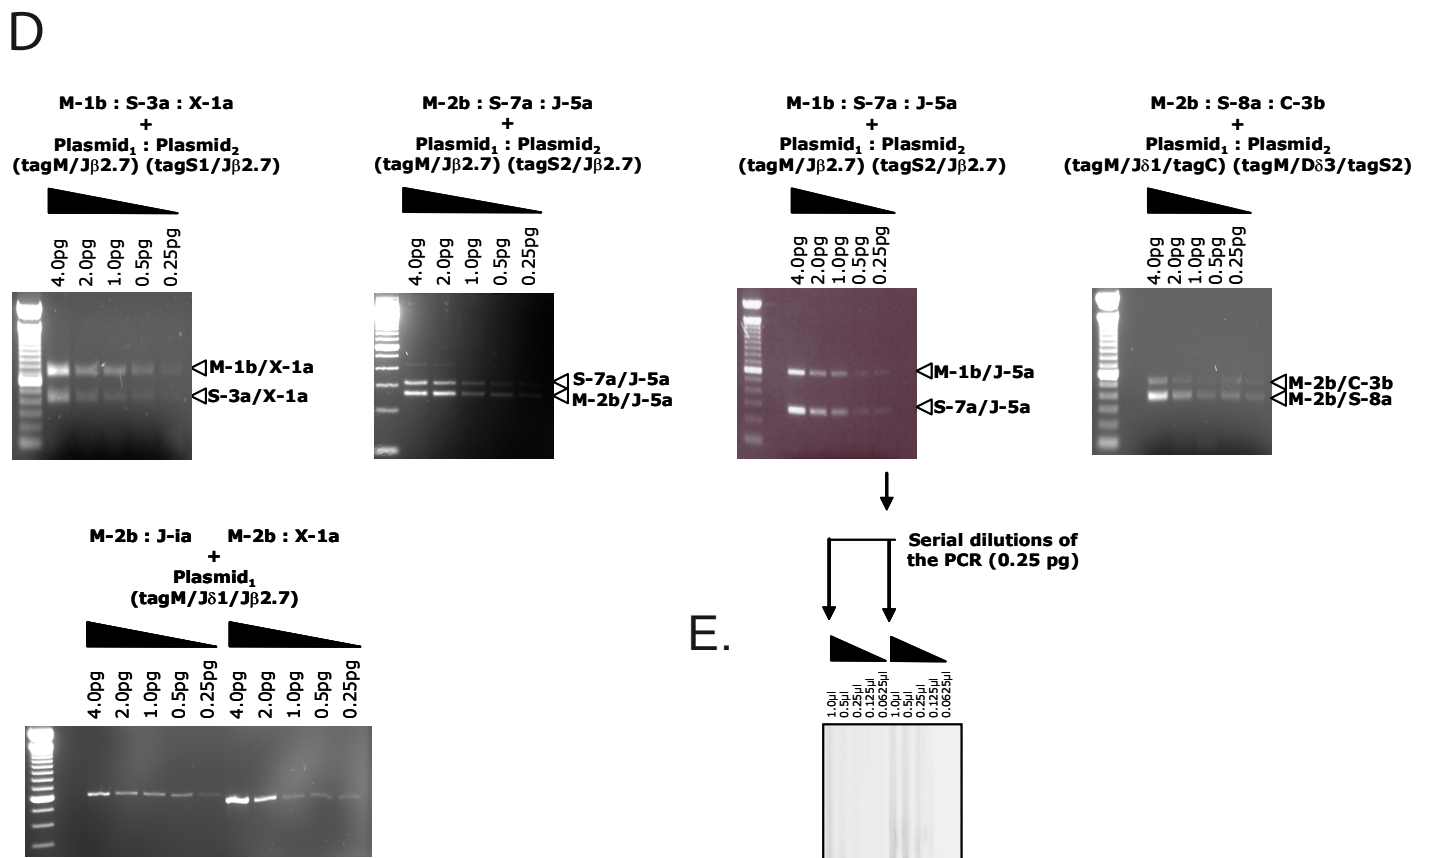 D
M-1b : S-3a : X-1a
+
Plasmid₁ : Plasmid₂
(tagM/Jβ2.7) (tagS1/Jβ2.7)
4.0pg
2.0pg
1.0pg
0.5pg
0.25pg
M-1b/X-1a
S-3a/X-1a
M-2b : S-7a : J-5a
+
Plasmid₁ : Plasmid₂
(tagM/Jβ2.7) (tagS2/Jβ2.7)
4.0pg
2.0pg
1.0pg
0.5pg
0.25pg
S-7a/J-5a
M-2b/J-5a
M-1b : S-7a : J-5a
+
Plasmid₁ : Plasmid₂
(tagM/Jβ2.7) (tagS2/Jβ2.7)
4.0pg
2.0pg
1.0pg
0.5pg
0.25pg
M-1b/J-5a
S-7a/J-5a
M-2b : S-8a : C-3b
+
Plasmid₁ : Plasmid₂
(tagM/Jδ1/tagC) (tagM/Dδ3/tagS2)
4.0pg
2.0pg
1.0pg
0.5pg
0.25pg
M-2b/C-3b
M-2b/S-8a
M-2b : J-ia M-2b : X-1a
+
Plasmid₁
(tagM/Jδ1/Jβ2.7)
4.0pg
2.0pg
1.0pg
0.5pg
0.25pg
4.0pg
2.0pg
1.0pg
0.5pg
0.25pg
Serial dilutions of
the PCR (0.25 pg)
E.
1.0µl
0.5µl
0.25µl
0.125µl
0.0625µl
1.0µl
0.5µl
0.25µl
0.125µl
0.0625µl